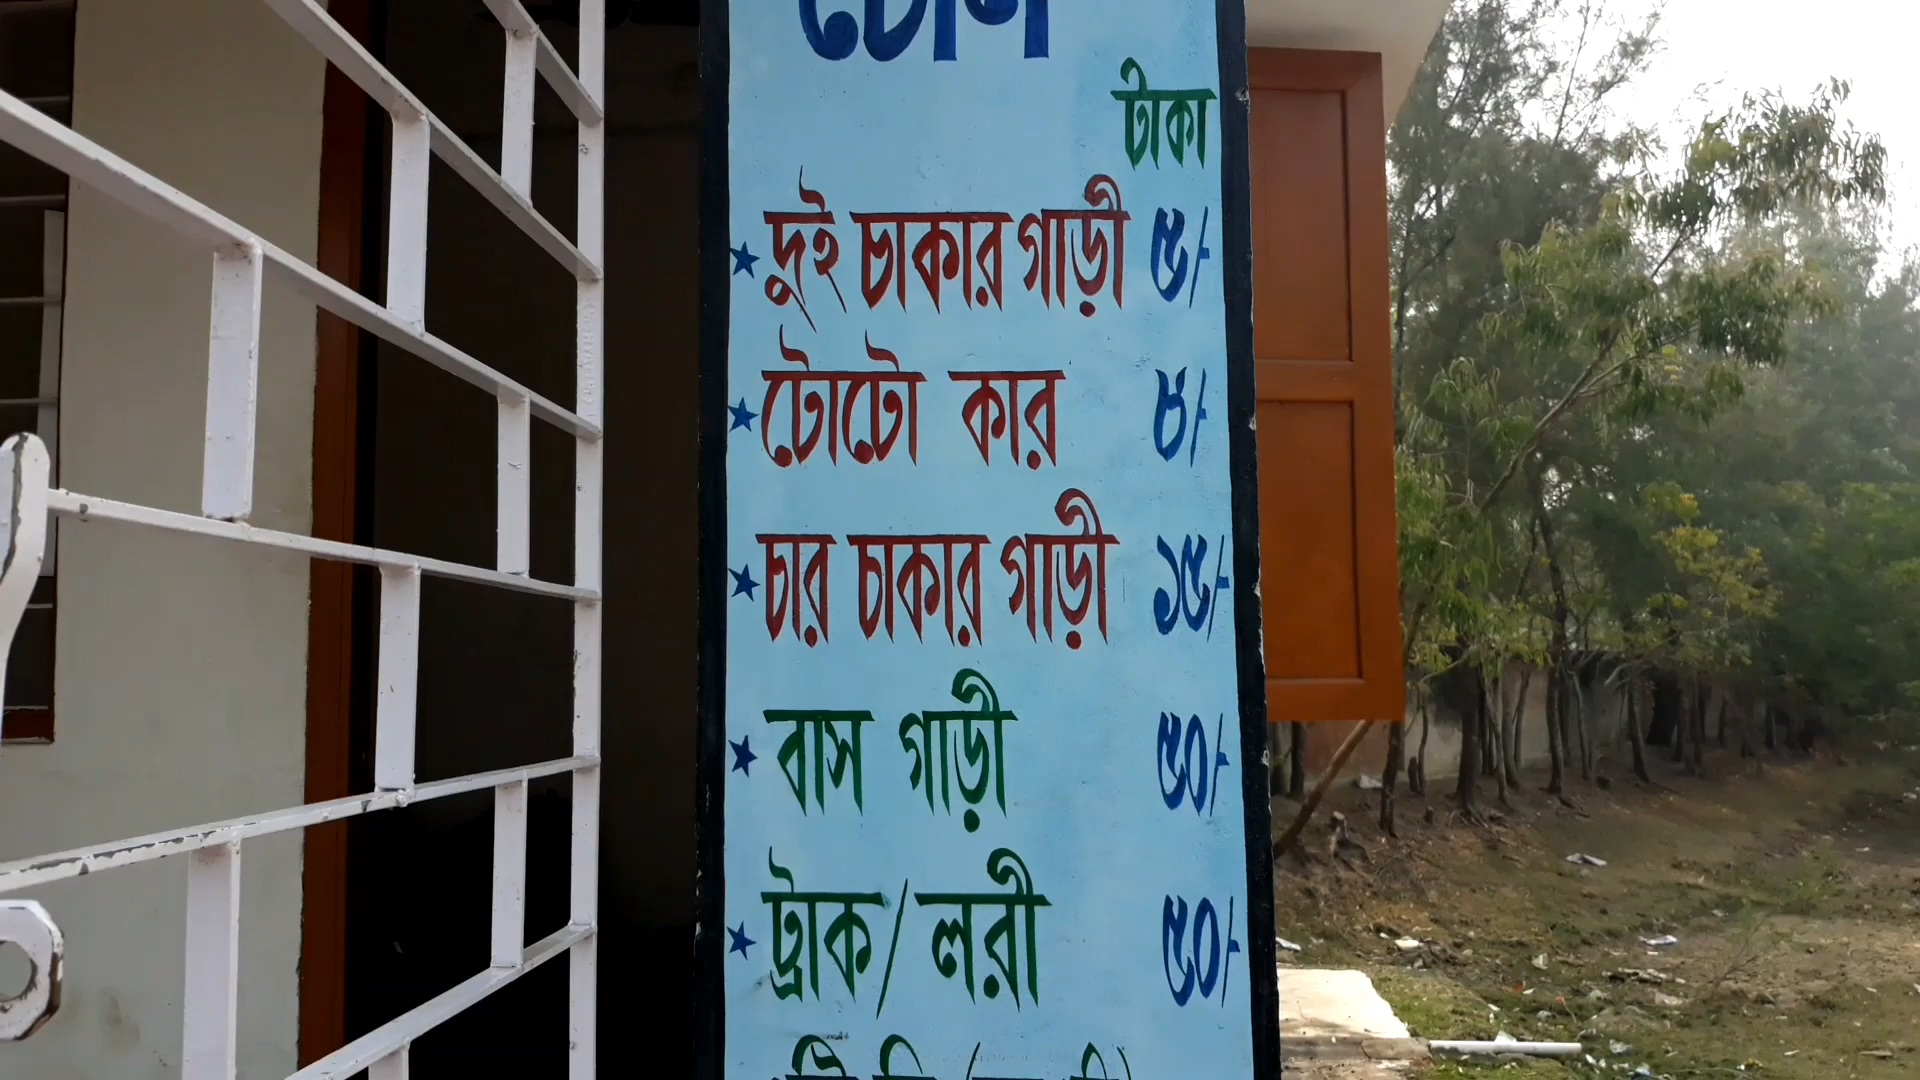 টোল
টাকা
দুই চাকার গাড়ী ৫/-
টোটো কার ৮/-
চার চাকার গাড়ী ১৫/-
বাস গাড়ী ৫০/-
ট্রাক/লরী ৫০/-